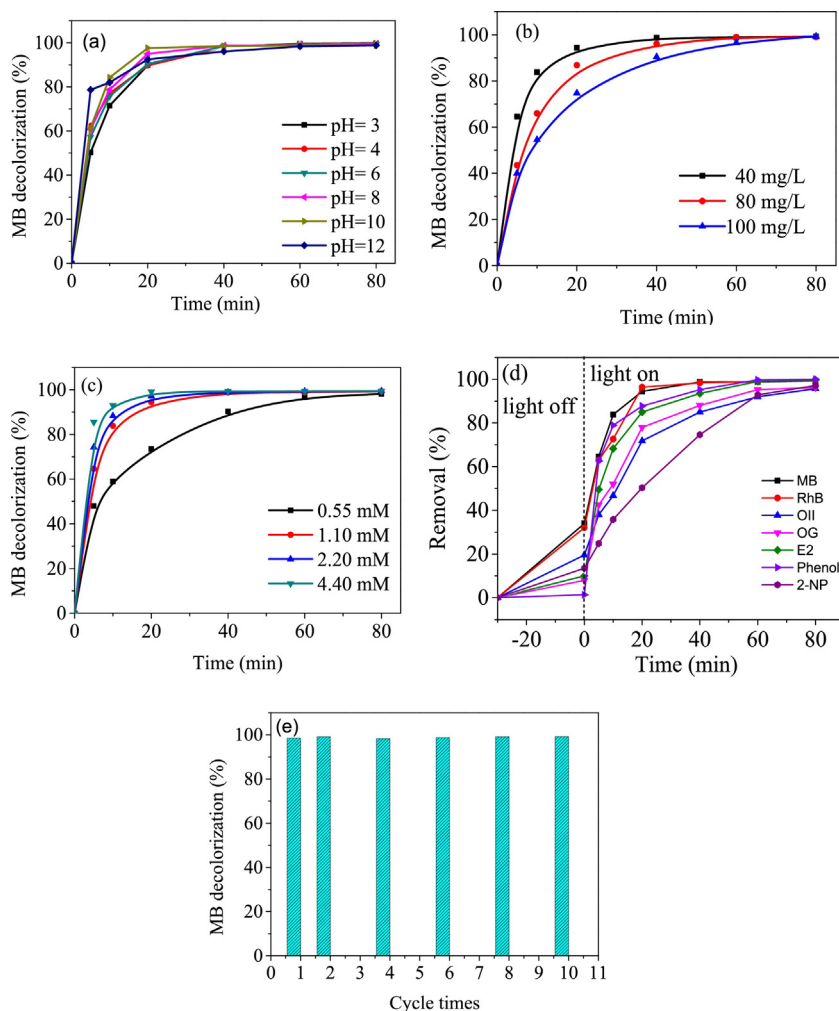 (a)
MB decolorization (%)
100
80
60
40
20
0
pH= 3
pH= 4
pH= 6
pH= 8
pH=10
pH=12
0 20 40 60 80
Time (min)
(b)
MB decolorization (%)
100
80
60
40
20
0
40 mg/L
80 mg/L
100 mg/L
0 20 40 60 80
Time (min)
(c)
MB decolorization (%)
100
80
60
40
20
0
0.55 mM
1.10 mM
2.20 mM
4.40 mM
0 20 40 60 80
Time (min)
(d)
light on
light off
Removal (%)
100
80
60
40
20
0
MB
RhB
OII
OG
E2
Phenol
2-NP
-20 0 20 40 60 80
Time (min)
(e)
MB decolorization (%)
100
80
60
40
20
0
0 1 2 3 4 5 6 7 8 9 10 11
Cycle times